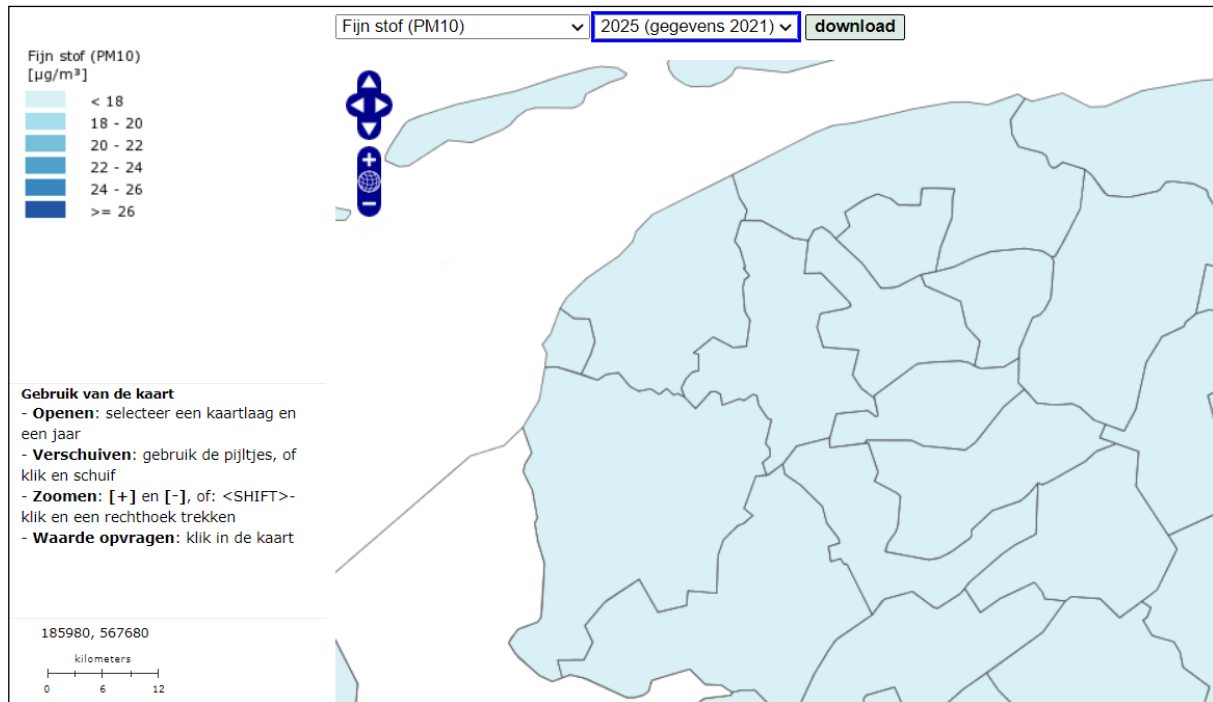 Fijn stof (PM10) 2025 (gegevens 2021) download
Fijn stof (PM10)
[µg/m³]
< 18
18 - 20
20 - 22
22 - 24
24 - 26
>= 26
Gebruik van de kaart
- Openen: selecteer een kaartlaag en
een jaar
- Verschuiven: gebruik de pijltjes, of
klik en schuif
- Zoomen: [+] en [-], of: <SHIFT>-
klik en een rechthoek trekken
- Waarde opvragen: klik in de kaart
185980, 567680
kilometers
0 6 12